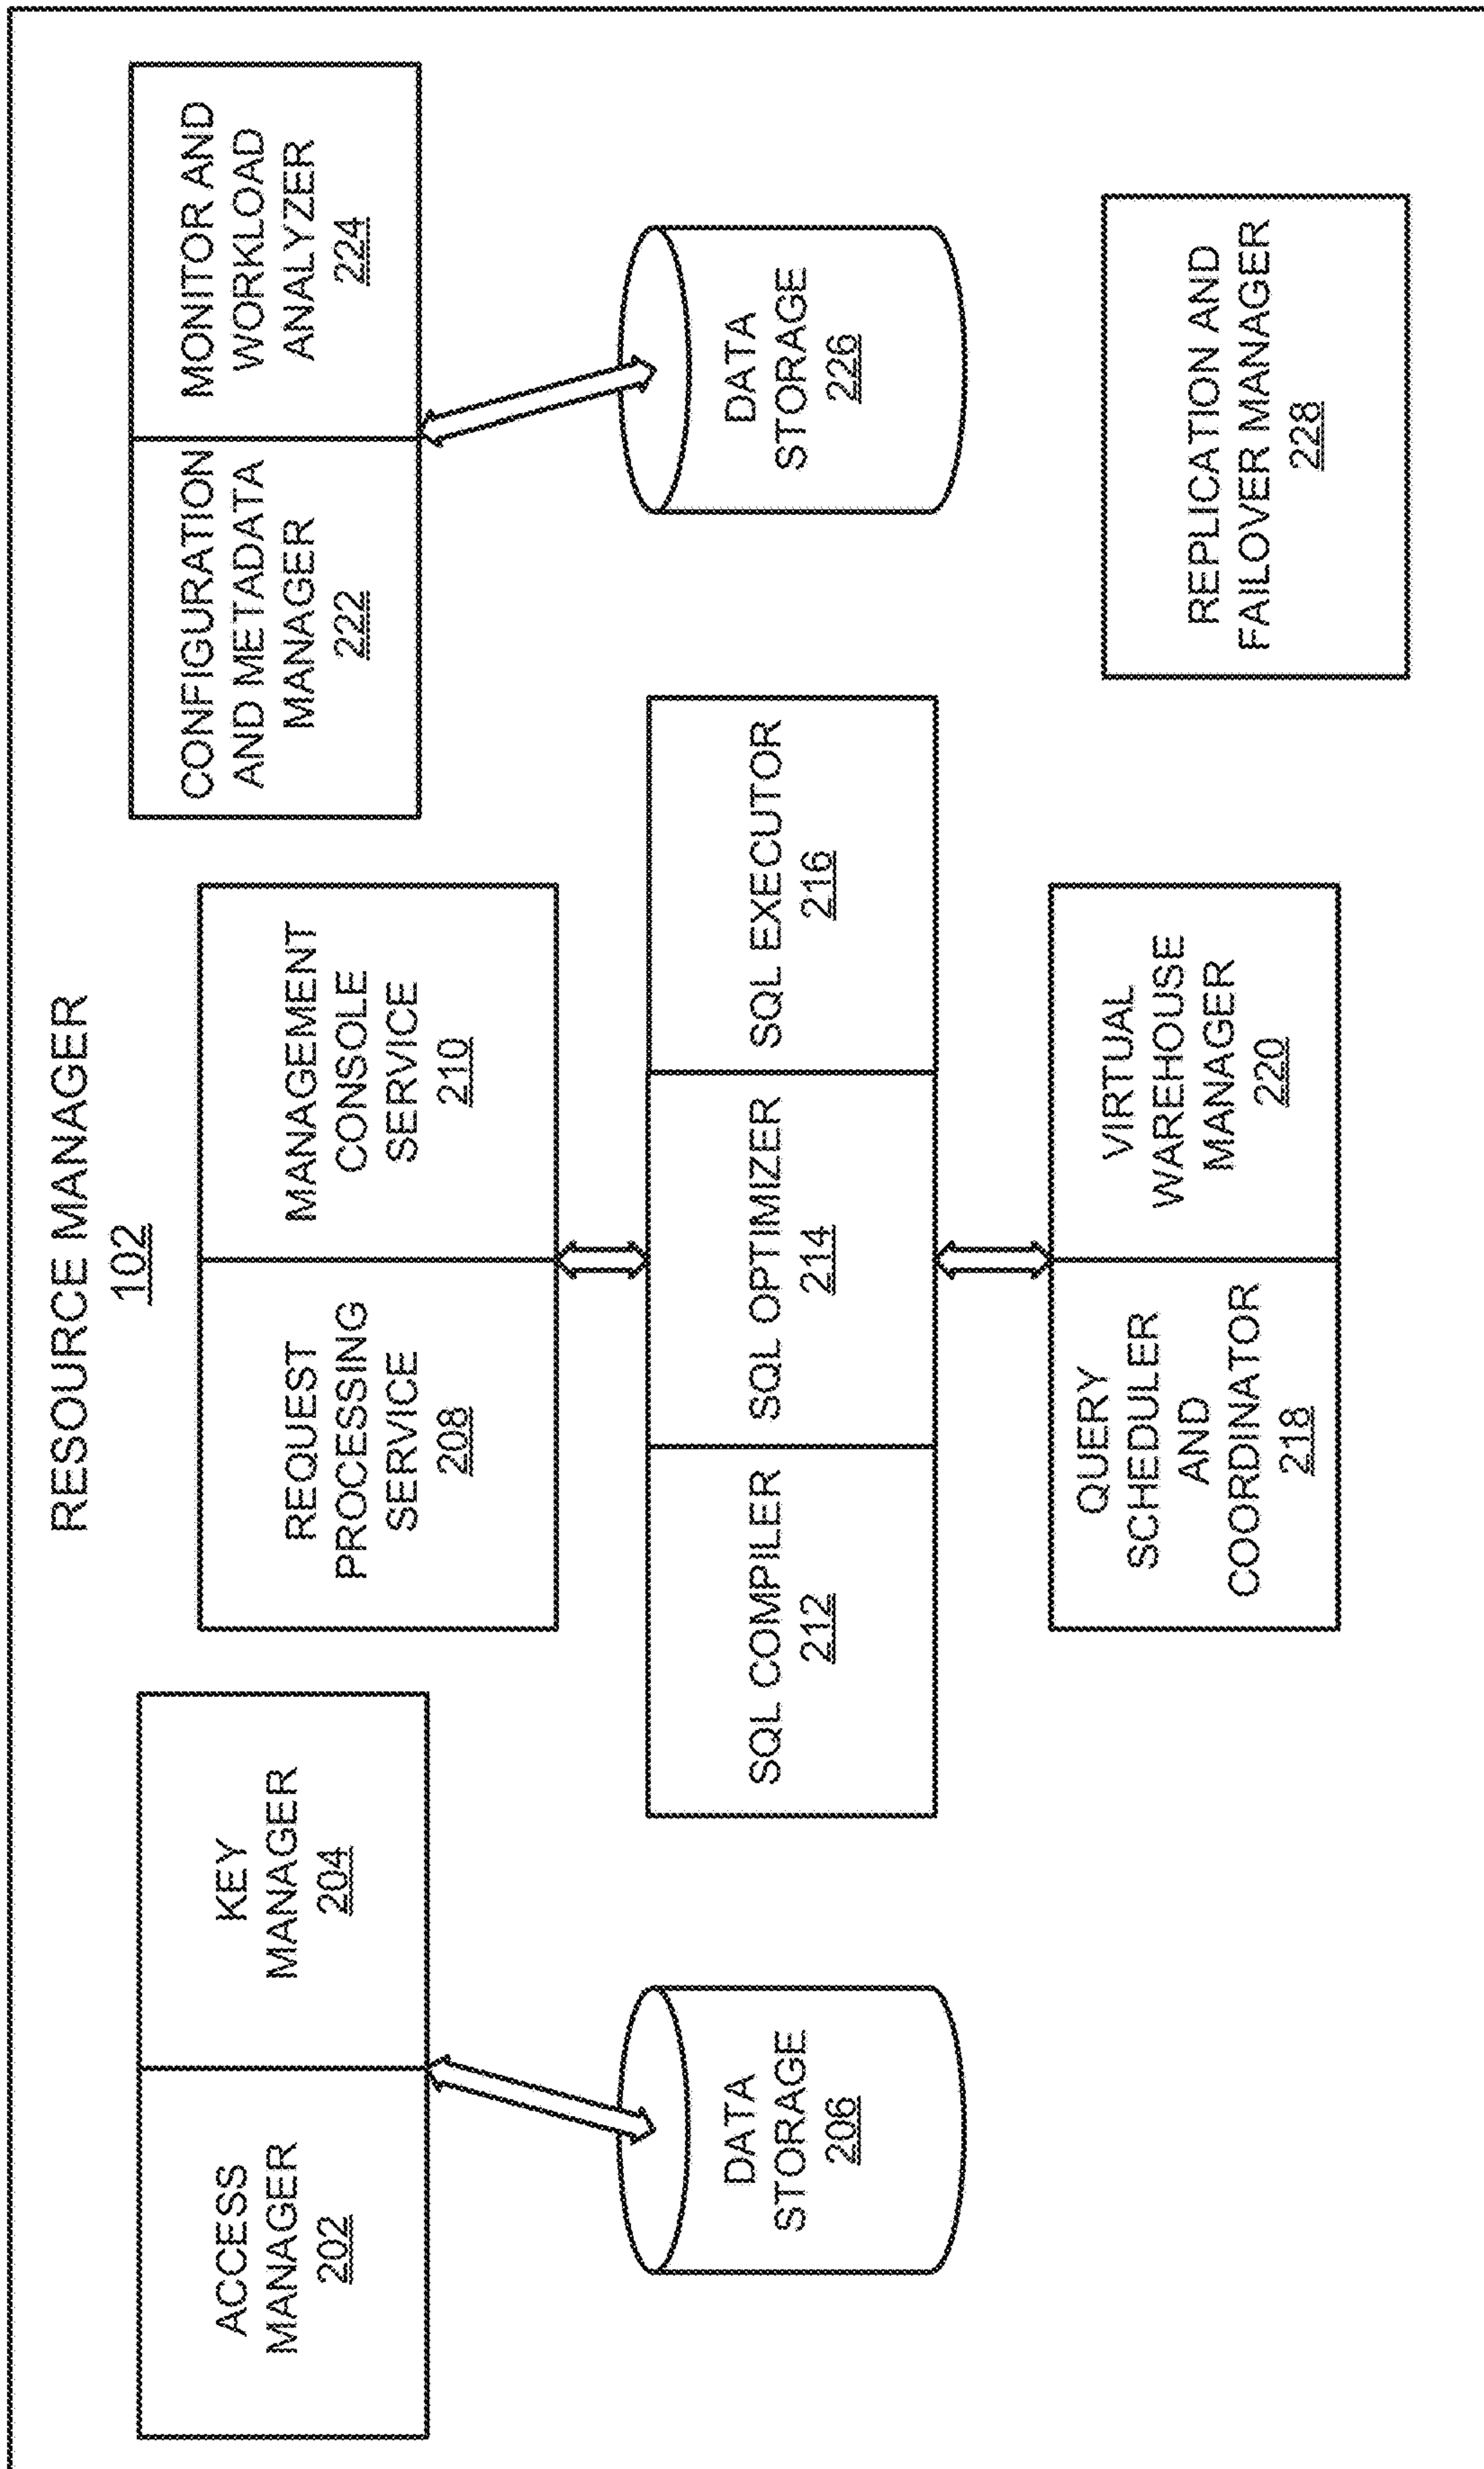 RESOURCE MANAGER
102
ACCESS
MANAGER
202
KEY
MANAGER
204
DATA
STORAGE
206
REQUEST
PROCESSING
SERVICE
208
MANAGEMENT
CONSOLE
SERVICE
210
SQL COMPILER
212
SQL OPTIMIZER
214
SQL EXECUTOR
216
QUERY
SCHEDULER
AND
COORDINATOR
218
VIRTUAL
WAREHOUSE
MANAGER
220
CONFIGURATION
AND METADATA
MANAGER
222
MONITOR AND
WORKLOAD
ANALYZER
224
DATA
STORAGE
226
REPLICATION AND
FAILOVER MANAGER
228